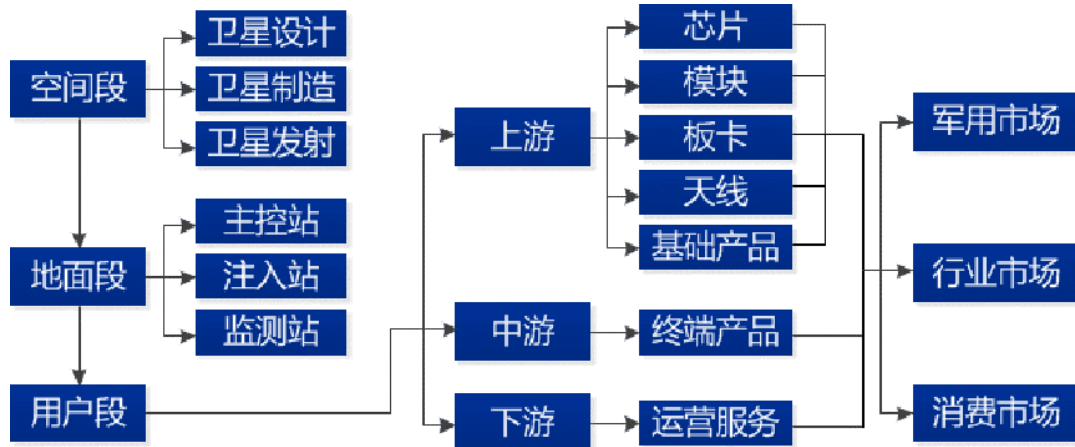 空间段
卫星设计
卫星制造
卫星发射
地面段
主控站
注入站
监测站
用户段
上游
芯片
模块
板卡
天线
基础产品
中游
终端产品
下游
运营服务
军用市场
行业市场
消费市场